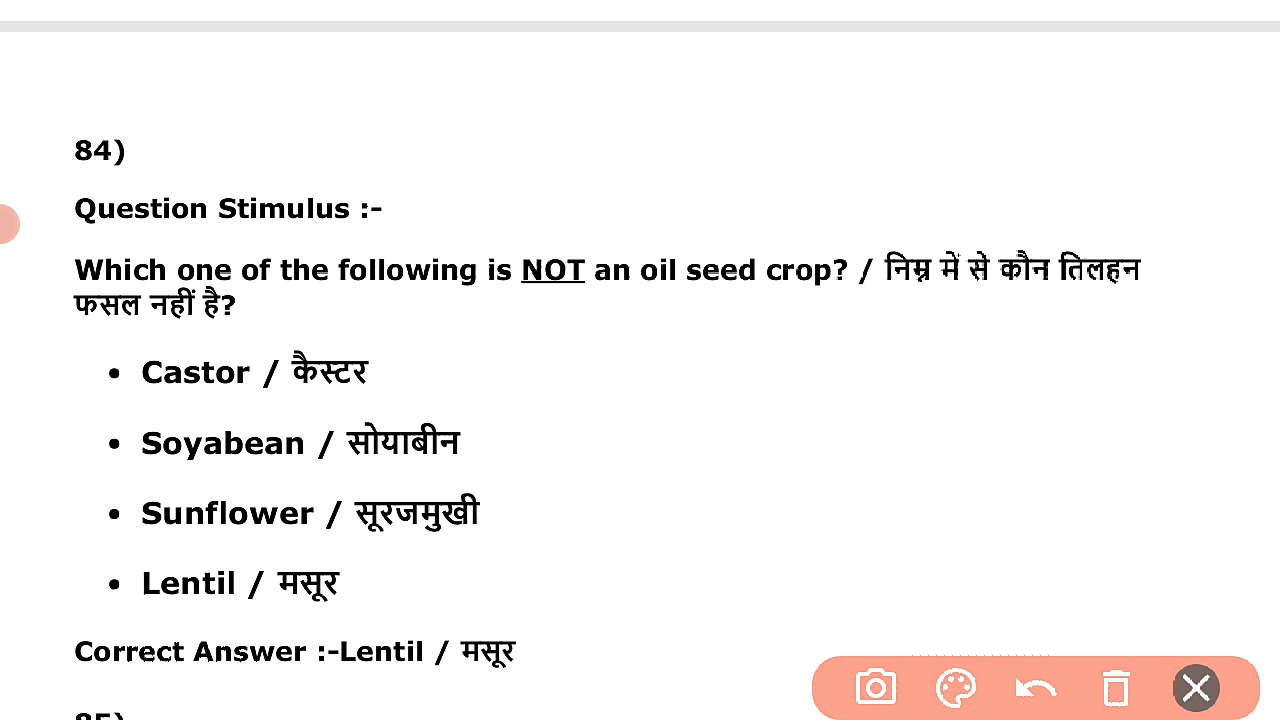 84)
Question Stimulus :-
Which one of the following is NOT an oil seed crop? / निम्न में से कौन तिलहन
फसल नहीं है?
• Castor / कैस्टर
• Soyabean / सोयाबीन
• Sunflower / सूरजमुखी
• Lentil / मसूर
Correct Answer :-Lentil / मसूर
85)